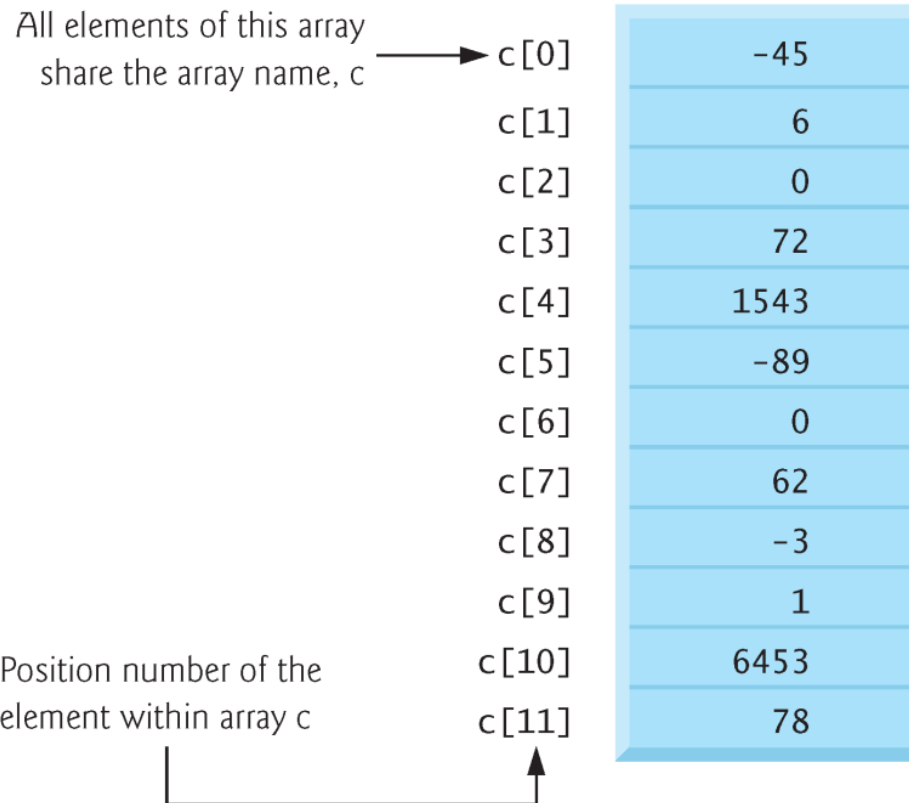 All elements of this array
share the array name, c
c[0] -45
c[1] 6
c[2] 0
c[3] 72
c[4] 1543
c[5] -89
c[6] 0
c[7] 62
c[8] -3
c[9] 1
c[10] 6453
c[11] 78
Position number of the
element within array c